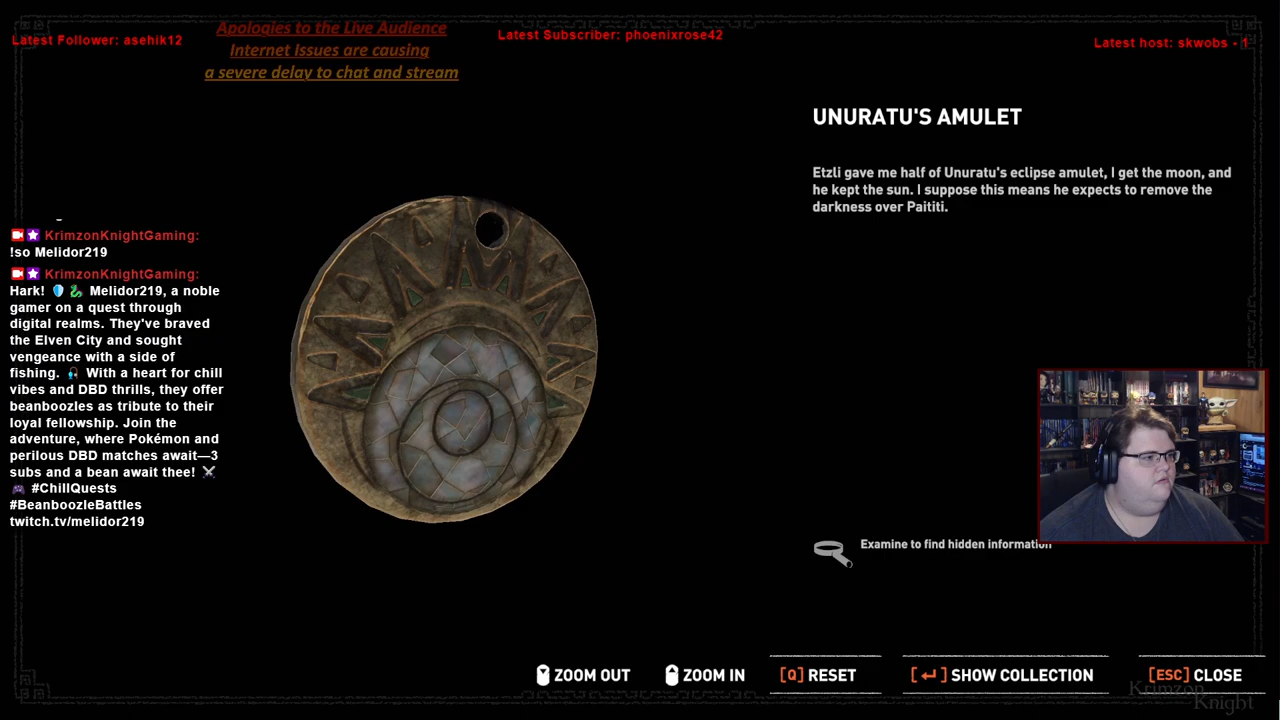 Apologies to the Live Audience
Internet Issues are causing
a severe delay to chat and stream
Latest Follower: asehik12
Latest Subscriber: phoenixrose42
Latest host: skwobs - 1
UNURATU'S AMULET
Etzli gave me half of Unuratu's eclipse amulet, I get the moon, and
he kept the sun. I suppose this means he expects to remove the
darkness over Paititi.
KrimzonKnightGaming:
!so Melidor219
KrimzonKnightGaming:
Hark! 🛡️ 🐉 Melidor219, a noble
gamer on a quest through
digital realms. They've braved
the Elven City and sought
vengeance with a side of
fishing. 🎣 With a heart for chill
vibes and DBD thrills, they offer
beanboozles as tribute to their
loyal fellowship. Join the
adventure, where Pokémon and
perilous DBD matches await—3
subs and a bean await thee! ⚔️
🎮 #ChillQuests
#BeanboozleBattles
twitch.tv/melidor219
Examine to find hidden information
ZOOM OUT
ZOOM IN
[Q] RESET
[↵] SHOW COLLECTION
[ESC] CLOSE
Krimzon
Knight